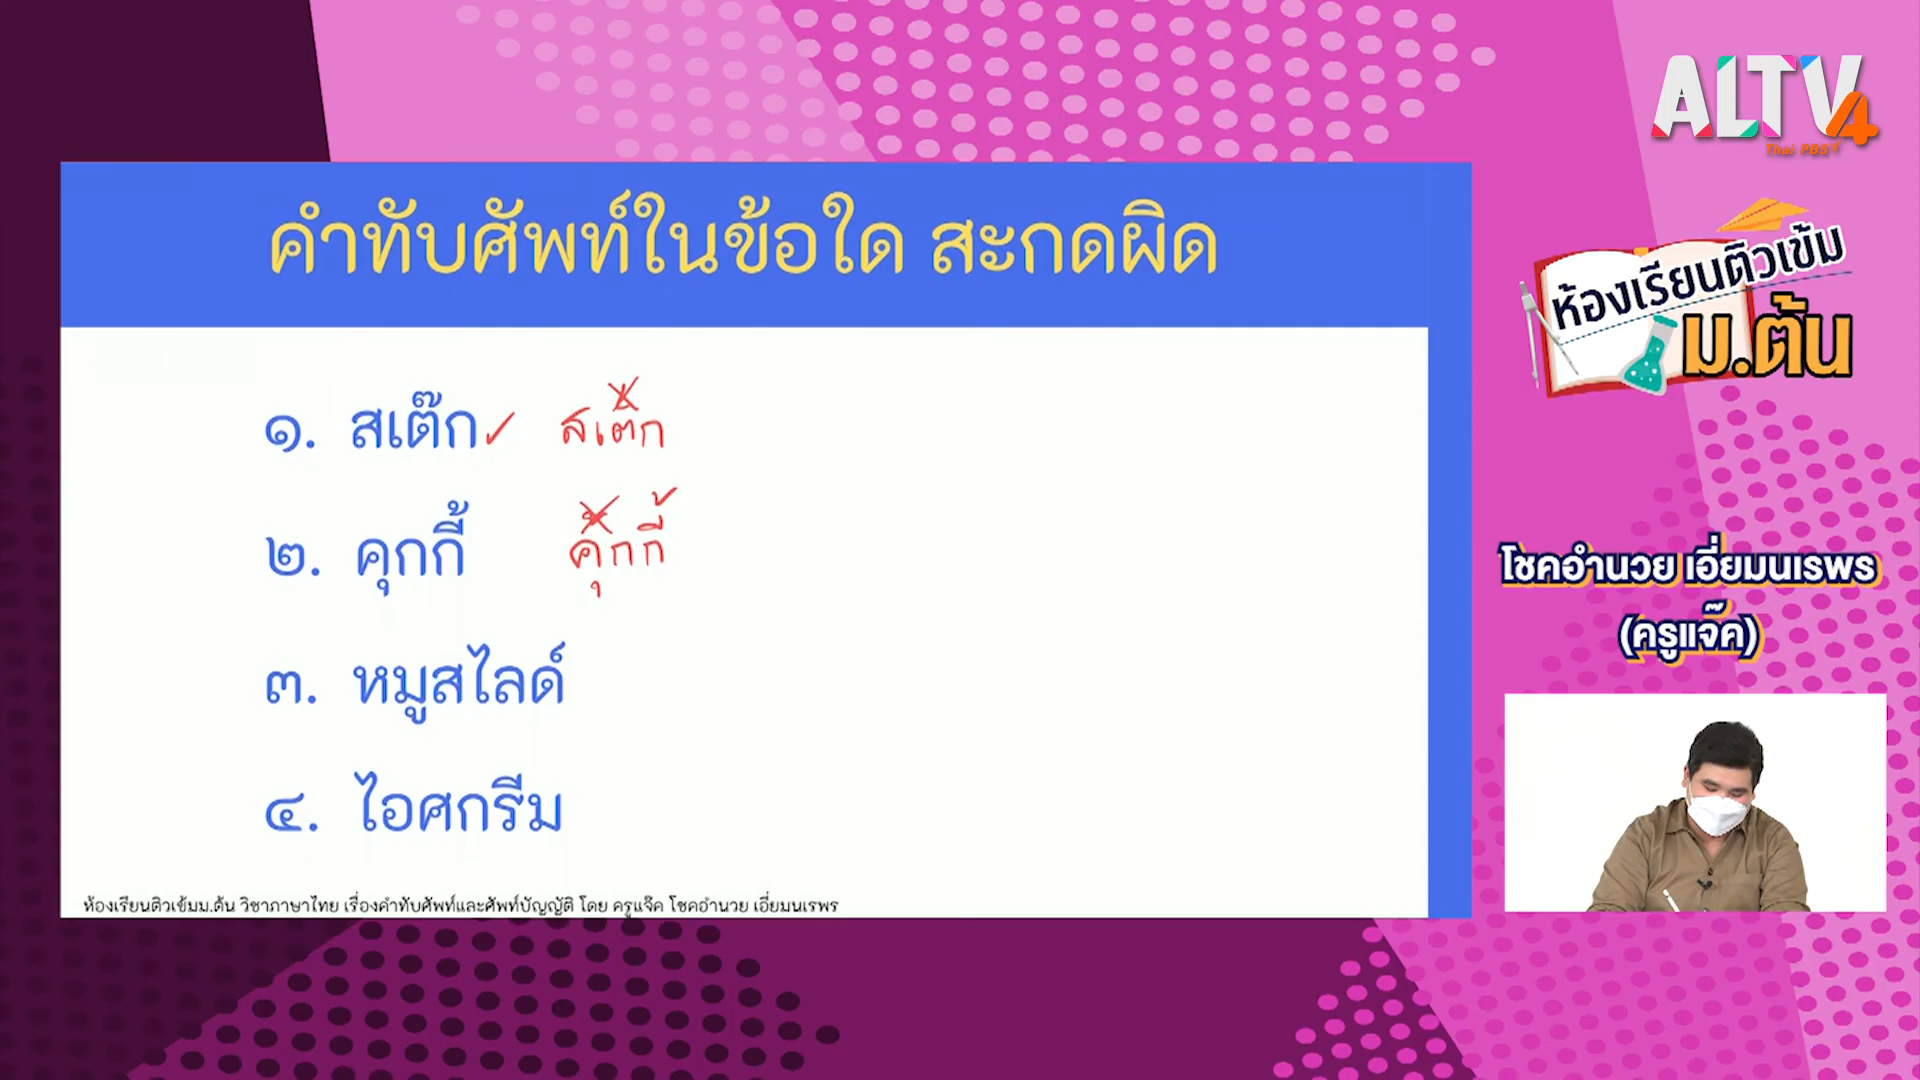 ALTV4
Thai PBS
คำทับศัพท์ในข้อใด สะกดผิด
ห้องเรียนติวเข้ม
ม.ต้น
๑. สเต๊ก ✓ สเต็ก
๒. คุกกี้ คุ้กกี้
๓. หมูสไลด์
๔. ไอศกรีม
ห้องเรียนติวเข้มม.ต้น วิชาภาษาไทย เรื่องคำทับศัพท์และศัพท์บัญญัติ โดย ครูแจ๊ค โชคอำนวย เอี่ยมนเรพร
โชคอำนวย เอี่ยมนเรพร
(ครูแจ๊ค)